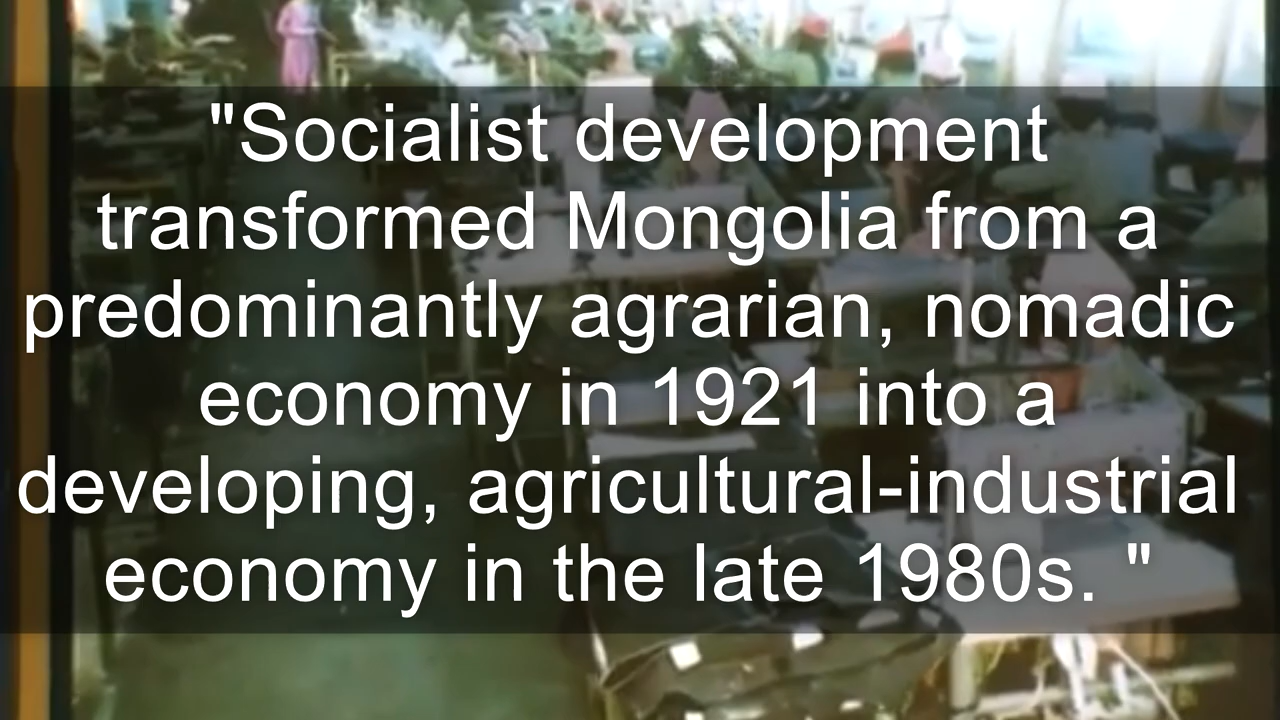 "Socialist development
transformed Mongolia from a
predominantly agrarian, nomadic
economy in 1921 into a
developing, agricultural-industrial
economy in the late 1980s. "